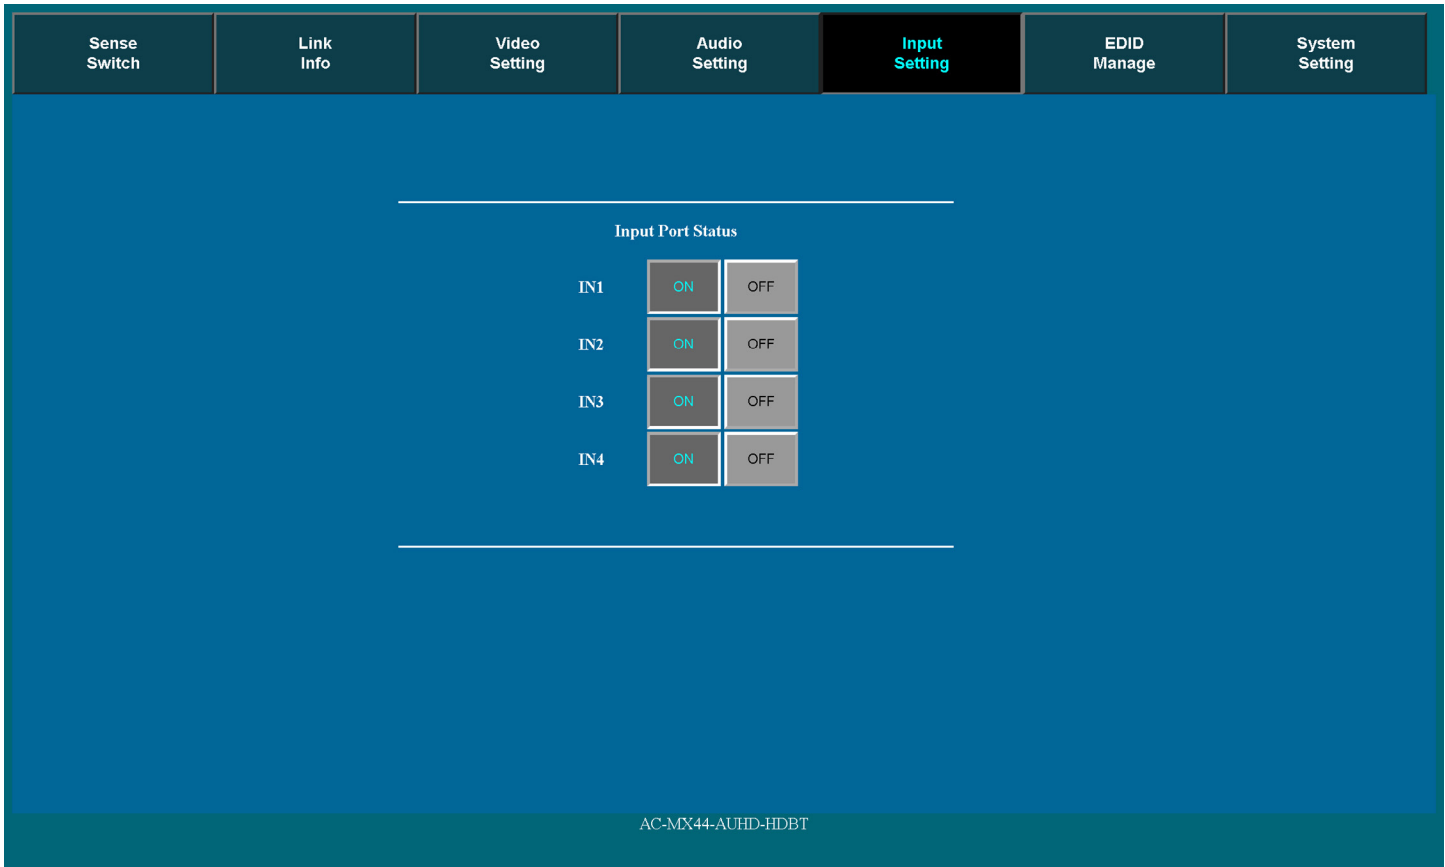 Sense
Switch
Link
Info
Video
Setting
Audio
Setting
Input
Setting
EDID
Manage
System
Setting
Input Port Status
IN1 ON OFF
IN2 ON OFF
IN3 ON OFF
IN4 ON OFF
AC-MX44-AUHD-HDBT